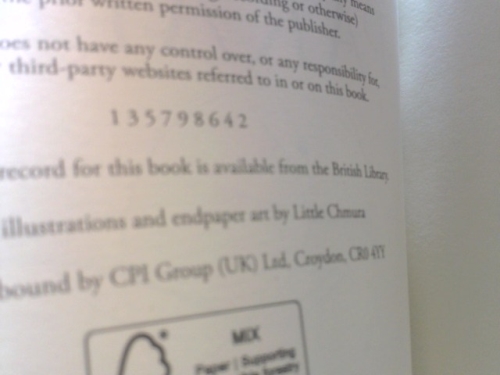 written permission of the publisher.
or otherwise)
any means
oes not have any control over, or any responsibility for,
third-party websites referred to in or on this book.
1 3 5 7 9 8 6 4 2
record for this book is available from the British Library
illustrations and endpaper art by Little Chmura
bound by CPI Group (UK) Ltd, Croydon, CR0 4YY
MIX
Paper | Supporting
forestry